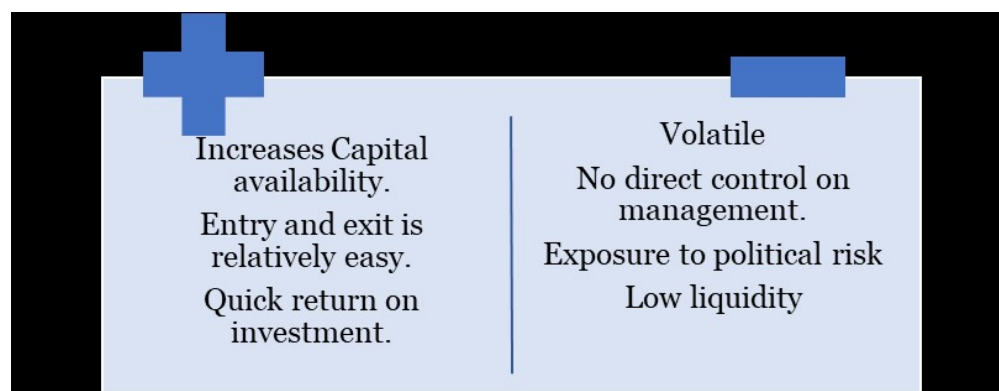 Increases Capital
availability.
Entry and exit is
relatively easy.
Quick return on
investment.
Volatile
No direct control on
management.
Exposure to political risk
Low liquidity